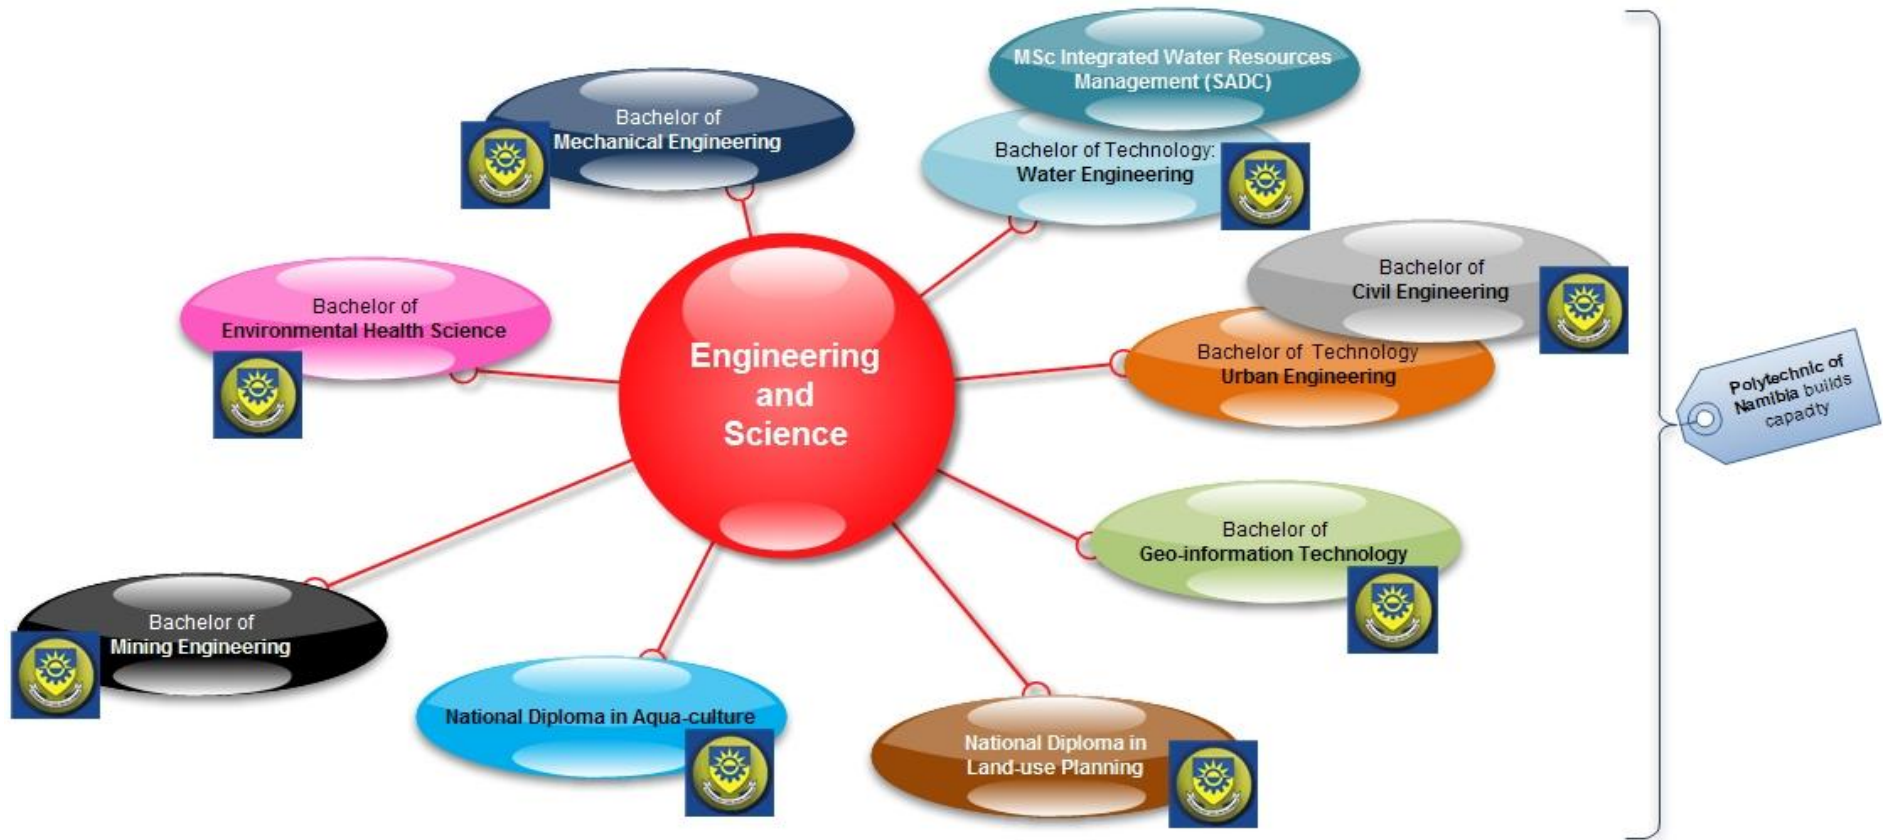 MSc Integrated Water Resources
Management (SADC)
Bachelor of
Mechanical Engineering
Bachelor of Technology:
Water Engineering
Bachelor of
Civil Engineering
Bachelor of
Environmental Health Science
Engineering
and
Science
Bachelor of Technology
Urban Engineering
Polytechnic of
Namibia builds
capacity
Bachelor of
Geo-information Technology
Bachelor of
Mining Engineering
National Diploma in Aqua-culture
National Diploma in
Land-use Planning